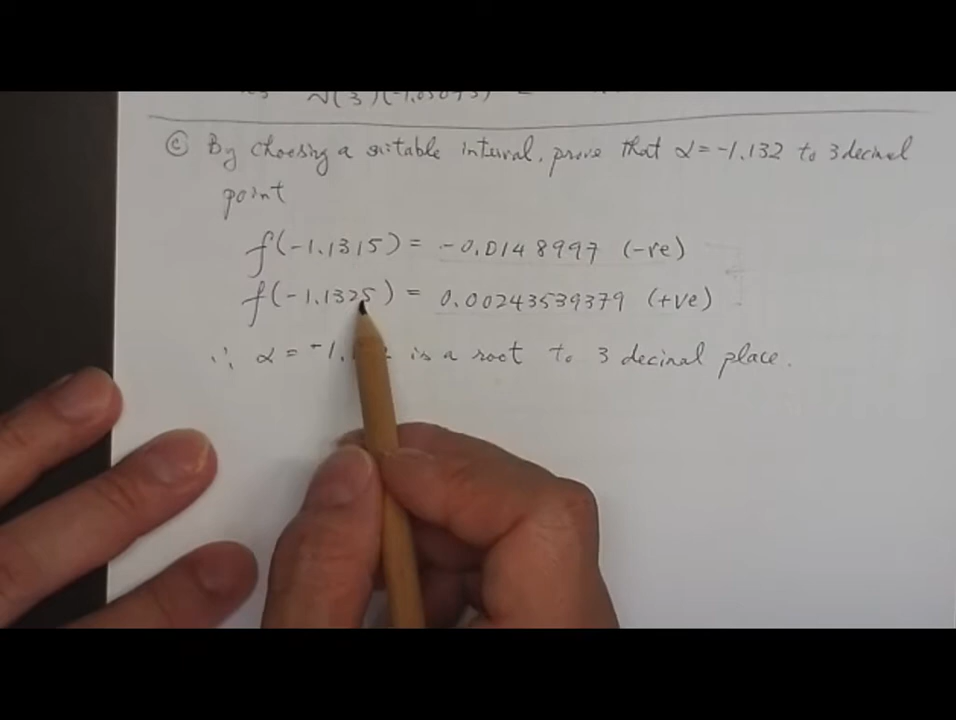 ⓒ By choosing a suitable interval, prove that α = -1.132 to 3 decimal
point
f(-1.1315) = -0.0148997 (-ve)
f(-1.1325) = 0.00243539379 (+ve)
∴ α = -1. is a root to 3 decimal place.